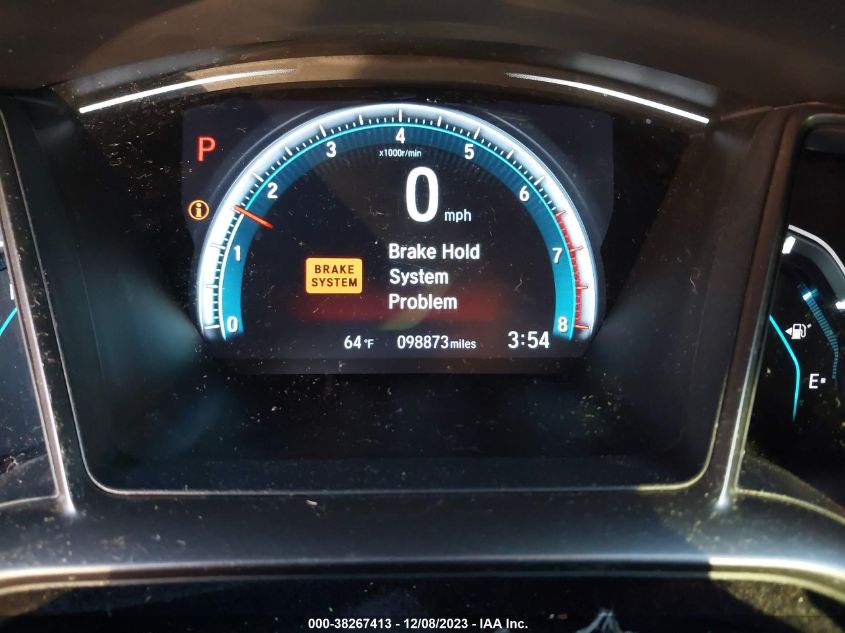 4
3
5
x1000r/min
P
2
6
0 mph
1
7
Brake Hold
System
Problem
BRAKE
SYSTEM
0
8
64°F
098873 miles
3:54
E
000-38267413 - 12/08/2023 - IAA Inc.